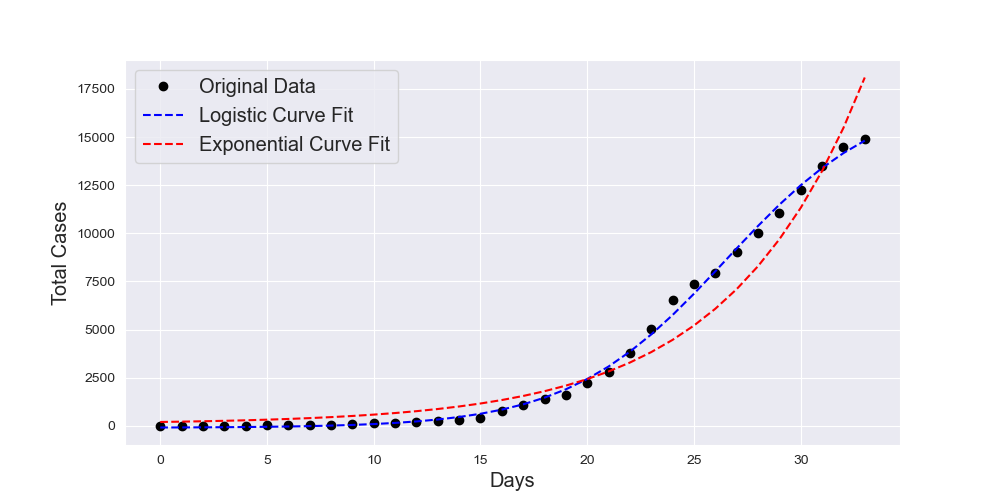 Original Data
Logistic Curve Fit
Exponential Curve Fit
17500
15000
12500
10000
7500
5000
2500
0
Total Cases
0 5 10 15 20 25 30
Days